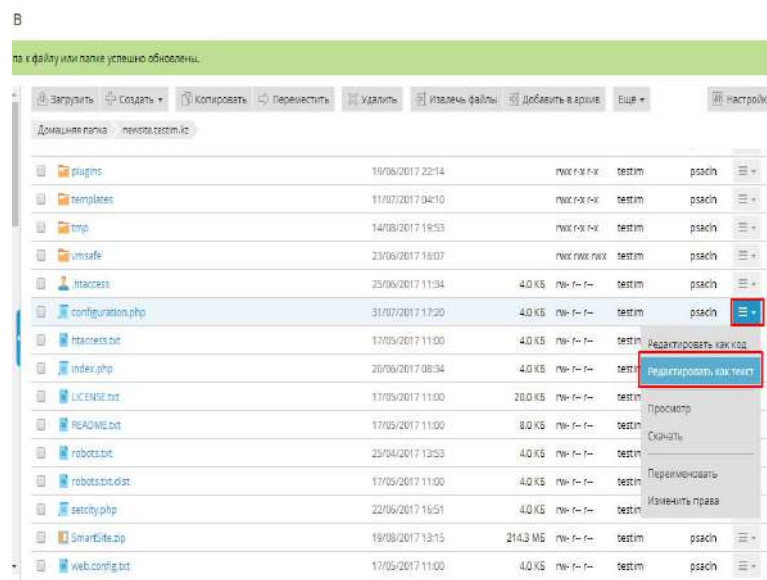 В
па к файлу или папке успешно обновлены.
Загрузить Создать Копировать Переместить Удалить Извлечь файлы Добавить в архив Ещё Настройк
Домашняя папка newsite.testim.kz
plugins 19/06/2017 22:14 rwx r-x r-x testim psacln
templates 11/07/2017 04:10 rwx r-x r-x testim psacln
tmp 14/08/2017 19:53 rwx r-x r-x testim psacln
vmsafe 23/06/2017 16:07 rwx rwx rwx testim psacln
.htaccess 25/06/2017 11:34 4.0 КБ rw- r-- r-- testim psacln
configuration.php 31/07/2017 17:20 4.0 КБ rw- r-- r-- testim psacln
htaccess.txt 17/05/2017 11:00 4.0 КБ rw- r-- r-- testin
Редактировать как код
index.php 20/06/2017 08:34 4.0 КБ rw- r-- r-- testin
Редактировать как текст
LICENSE.txt 17/05/2017 11:00 20.0 КБ rw- r-- r-- testin
Просмотр
README.txt 17/05/2017 11:00 8.0 КБ rw- r-- r-- testin
Скачать
robots.txt 25/04/2017 13:53 4.0 КБ rw- r-- r-- testin
robots.txt.dist 17/05/2017 11:00 4.0 КБ rw- r-- r-- testin
Переименовать
setcity.php 22/06/2017 16:51 4.0 КБ rw- r-- r-- testin
Изменить права
SmartSite.zip 19/08/2017 13:15 214.3 МБ rw- r-- r-- testim psacln
web.config.txt 17/05/2017 11:00 4.0 КБ rw- r-- r-- testim psacln